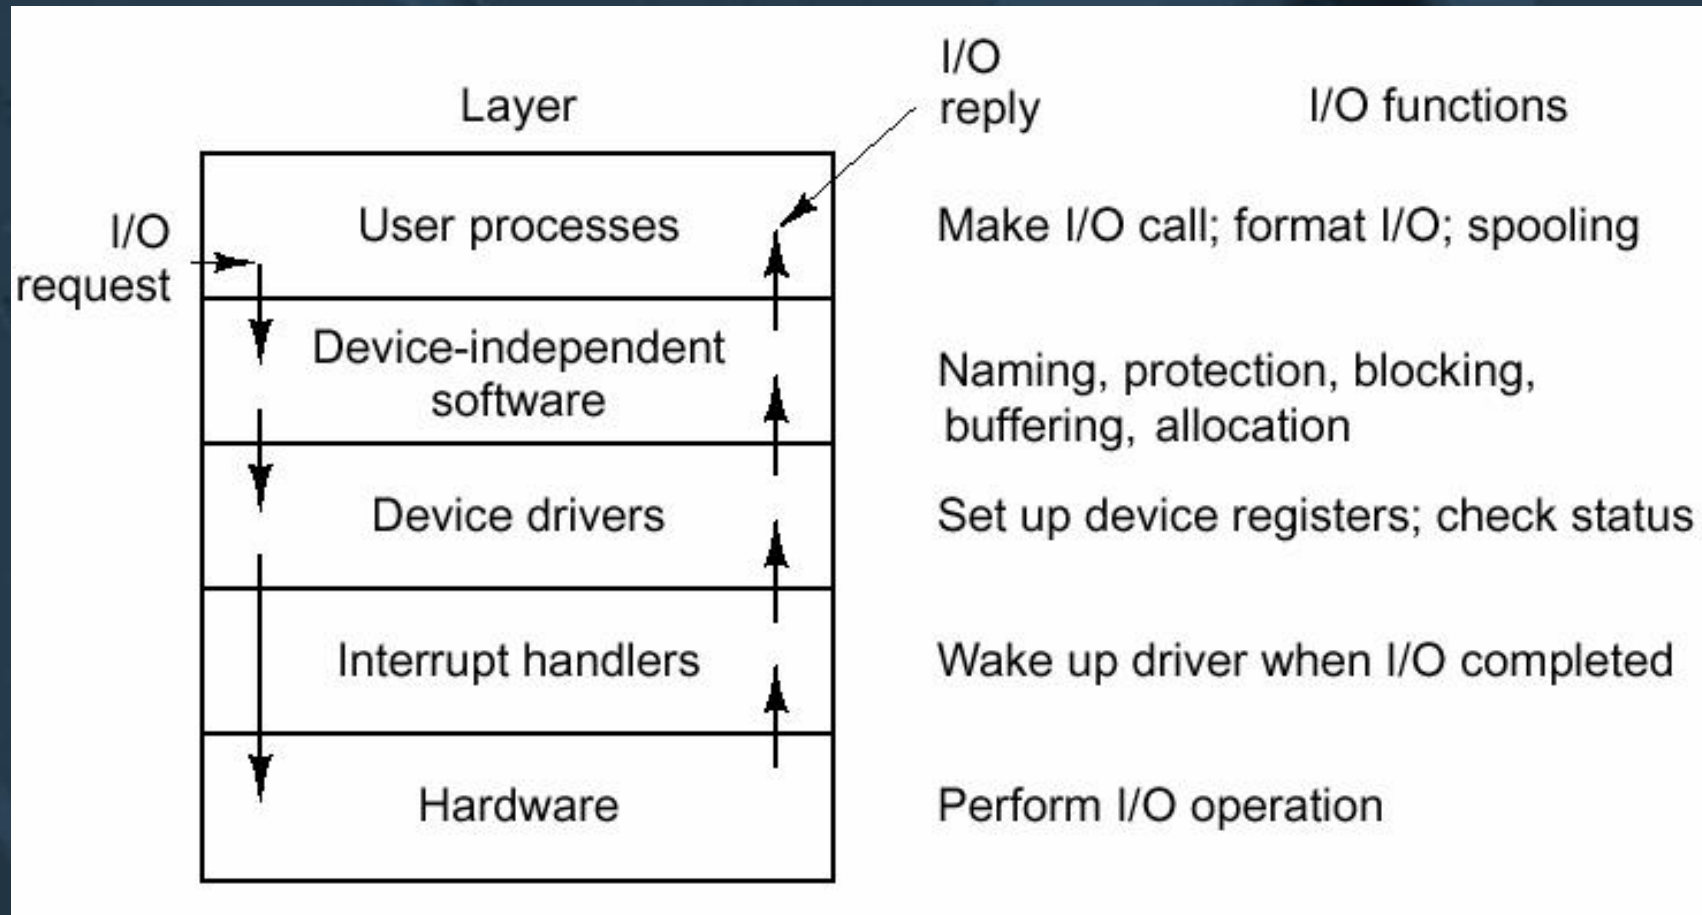 I/O
reply
Layer
I/O functions
I/O
request
User processes
Make I/O call; format I/O; spooling
Device-independent
software
Naming, protection, blocking,
buffering, allocation
Device drivers
Set up device registers; check status
Interrupt handlers
Wake up driver when I/O completed
Hardware
Perform I/O operation